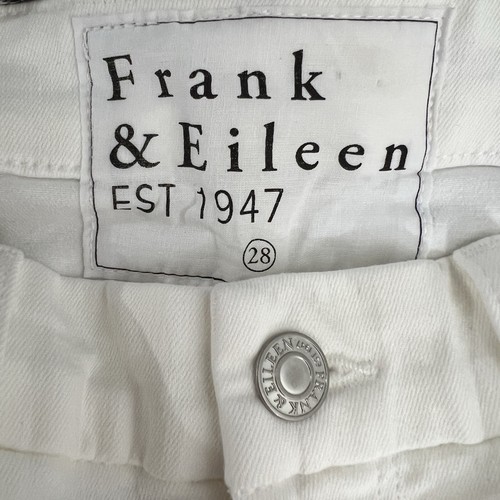 Frank
& Eileen
EST 1947
28
FRANK & EILEEN